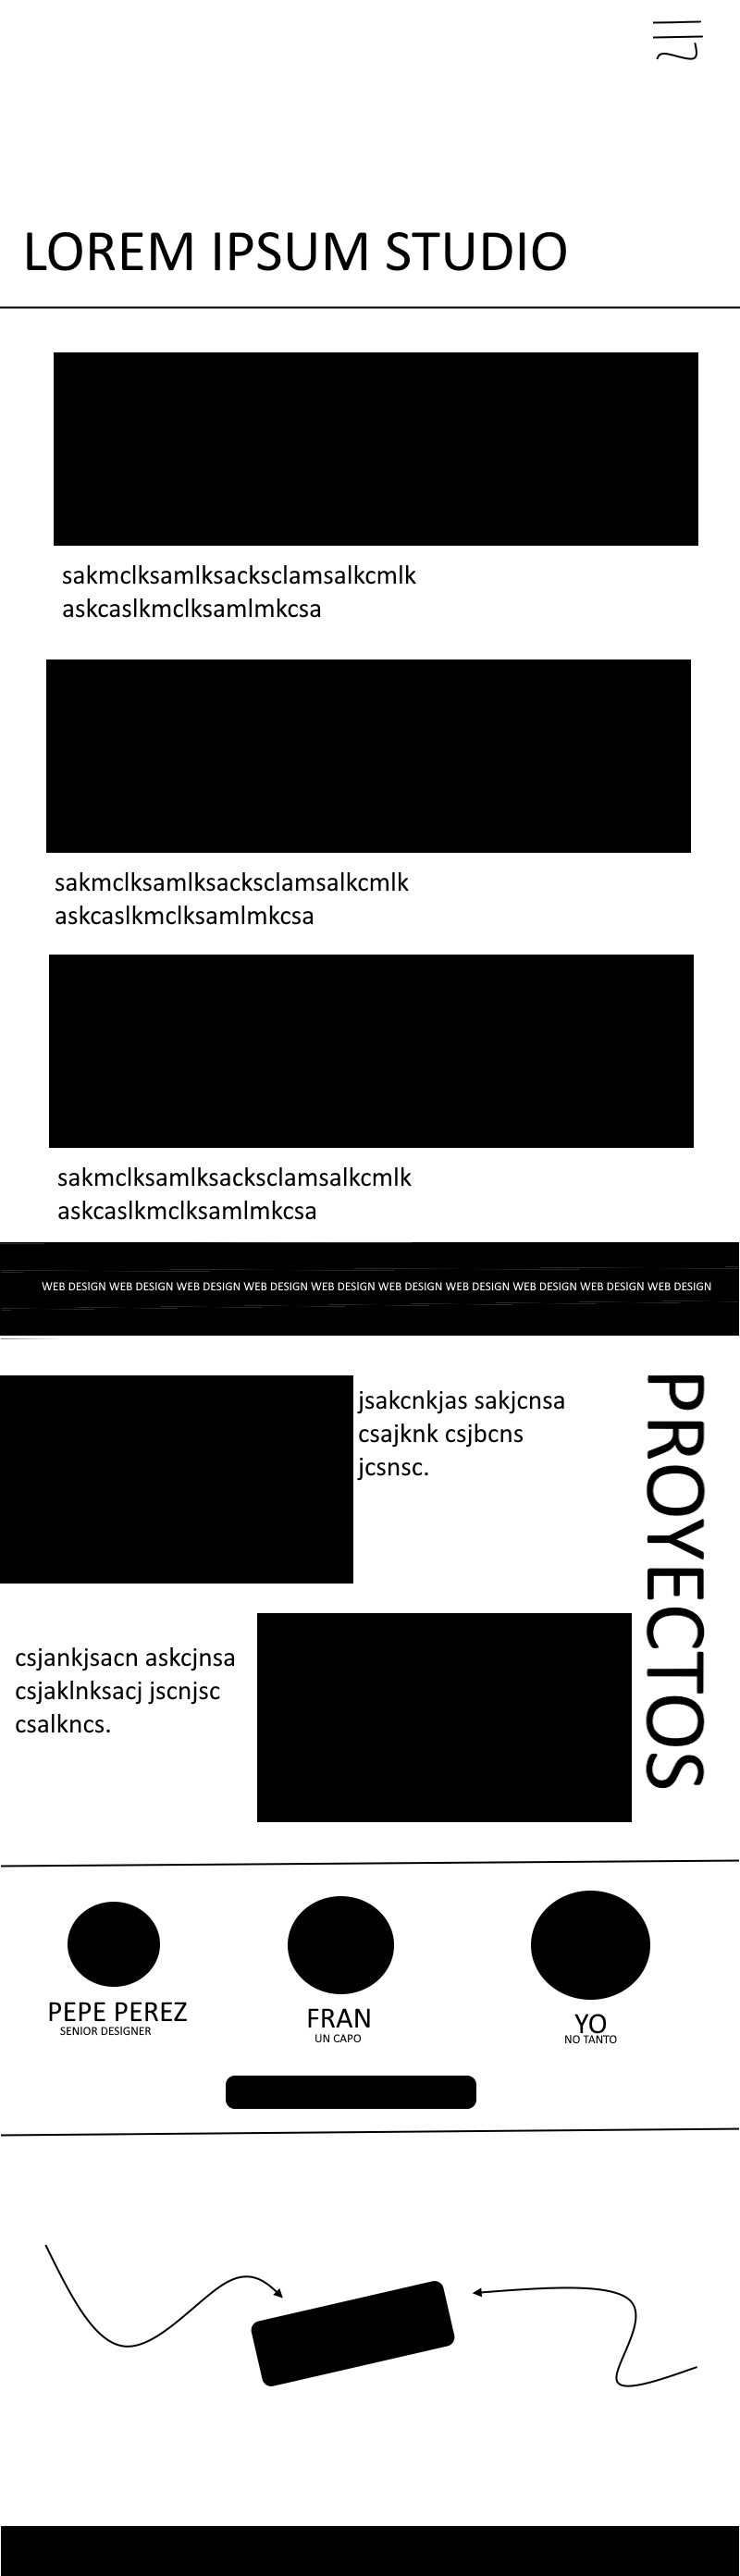 LOREM IPSUM STUDIO
sakmclksamlksacksclamsalkcmlk
askcaslkmclksamlmkcsa
sakmclksamlksacksclamsalkcmlk
askcaslkmclksamlmkcsa
sakmclksamlksacksclamsalkcmlk
askcaslkmclksamlmkcsa
WEB DESIGN WEB DESIGN WEB DESIGN WEB DESIGN WEB DESIGN WEB DESIGN WEB DESIGN WEB DESIGN WEB DESIGN WEB DESIGN
jsakcnkjas sakjcnsa
csajknk csjbcns
jcsnsc.
PROYECTOS
csjankjsacn askcjnsa
csjaklnksacj jscnjsc
csalkncs.
PEPE PEREZ
SENIOR DESIGNER
FRAN
UN CAPO
YO
NO TANTO